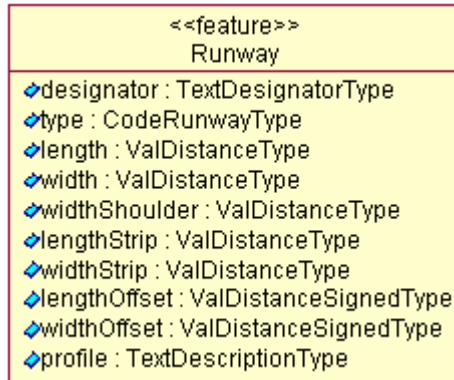 <<feature>>
Runway
designator : TextDesignatorType
type : CodeRunwayType
length : ValDistanceType
width : ValDistanceType
widthShoulder : ValDistanceType
lengthStrip : ValDistanceType
widthStrip : ValDistanceType
lengthOffset : ValDistanceSignedType
widthOffset : ValDistanceSignedType
profile : TextDescriptionType